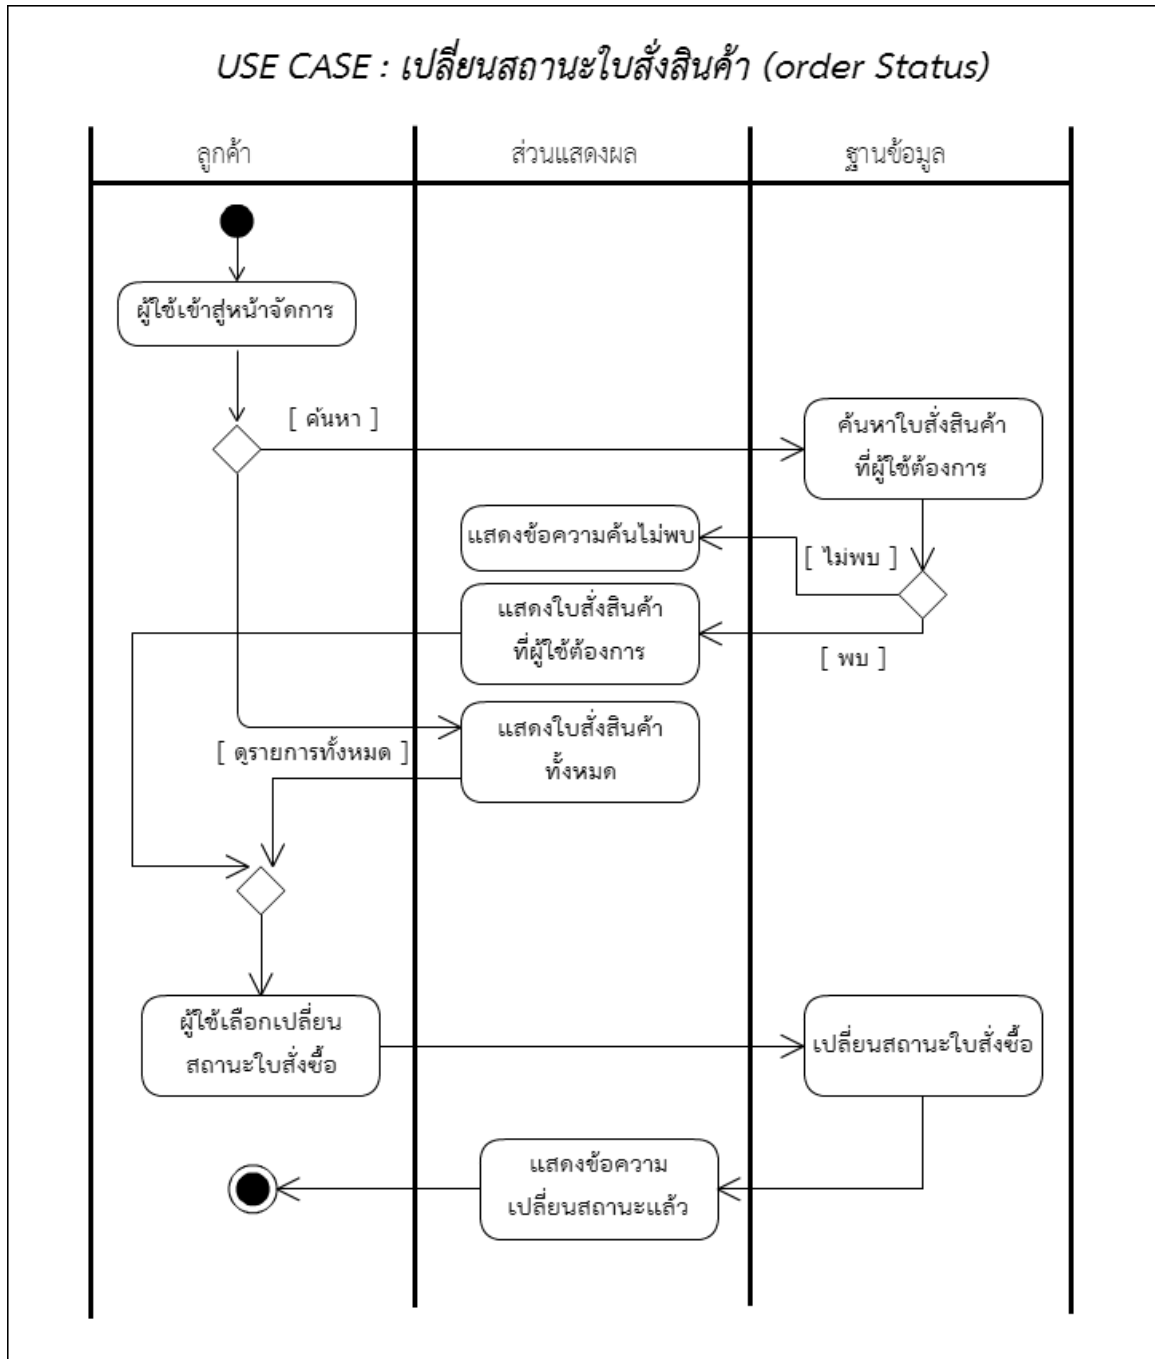 USE CASE : เปลี่ยนสถานะใบสั่งสินค้า (order Status)
ลูกค้า
ส่วนแสดงผล
ฐานข้อมูล
ผู้ใช้เข้าสู่หน้าจัดการ
[ ค้นหา ]
ค้นหาใบสั่งสินค้า
ที่ผู้ใช้ต้องการ
แสดงข้อความค้นไม่พบ
[ ไม่พบ ]
แสดงใบสั่งสินค้า
ที่ผู้ใช้ต้องการ
[ พบ ]
แสดงใบสั่งสินค้า
ทั้งหมด
[ ดูรายการทั้งหมด ]
ผู้ใช้เลือกเปลี่ยน
สถานะใบสั่งซื้อ
เปลี่ยนสถานะใบสั่งซื้อ
แสดงข้อความ
เปลี่ยนสถานะแล้ว